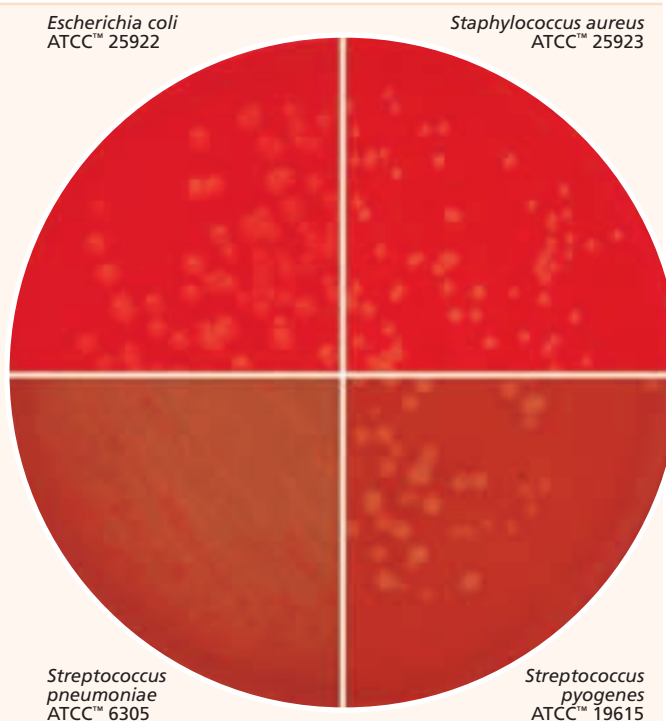 Escherichia coli
ATCC™ 25922
Staphylococcus aureus
ATCC™ 25923
Streptococcus
pneumoniae
ATCC™ 6305
Streptococcus
pyogenes
ATCC™ 19615